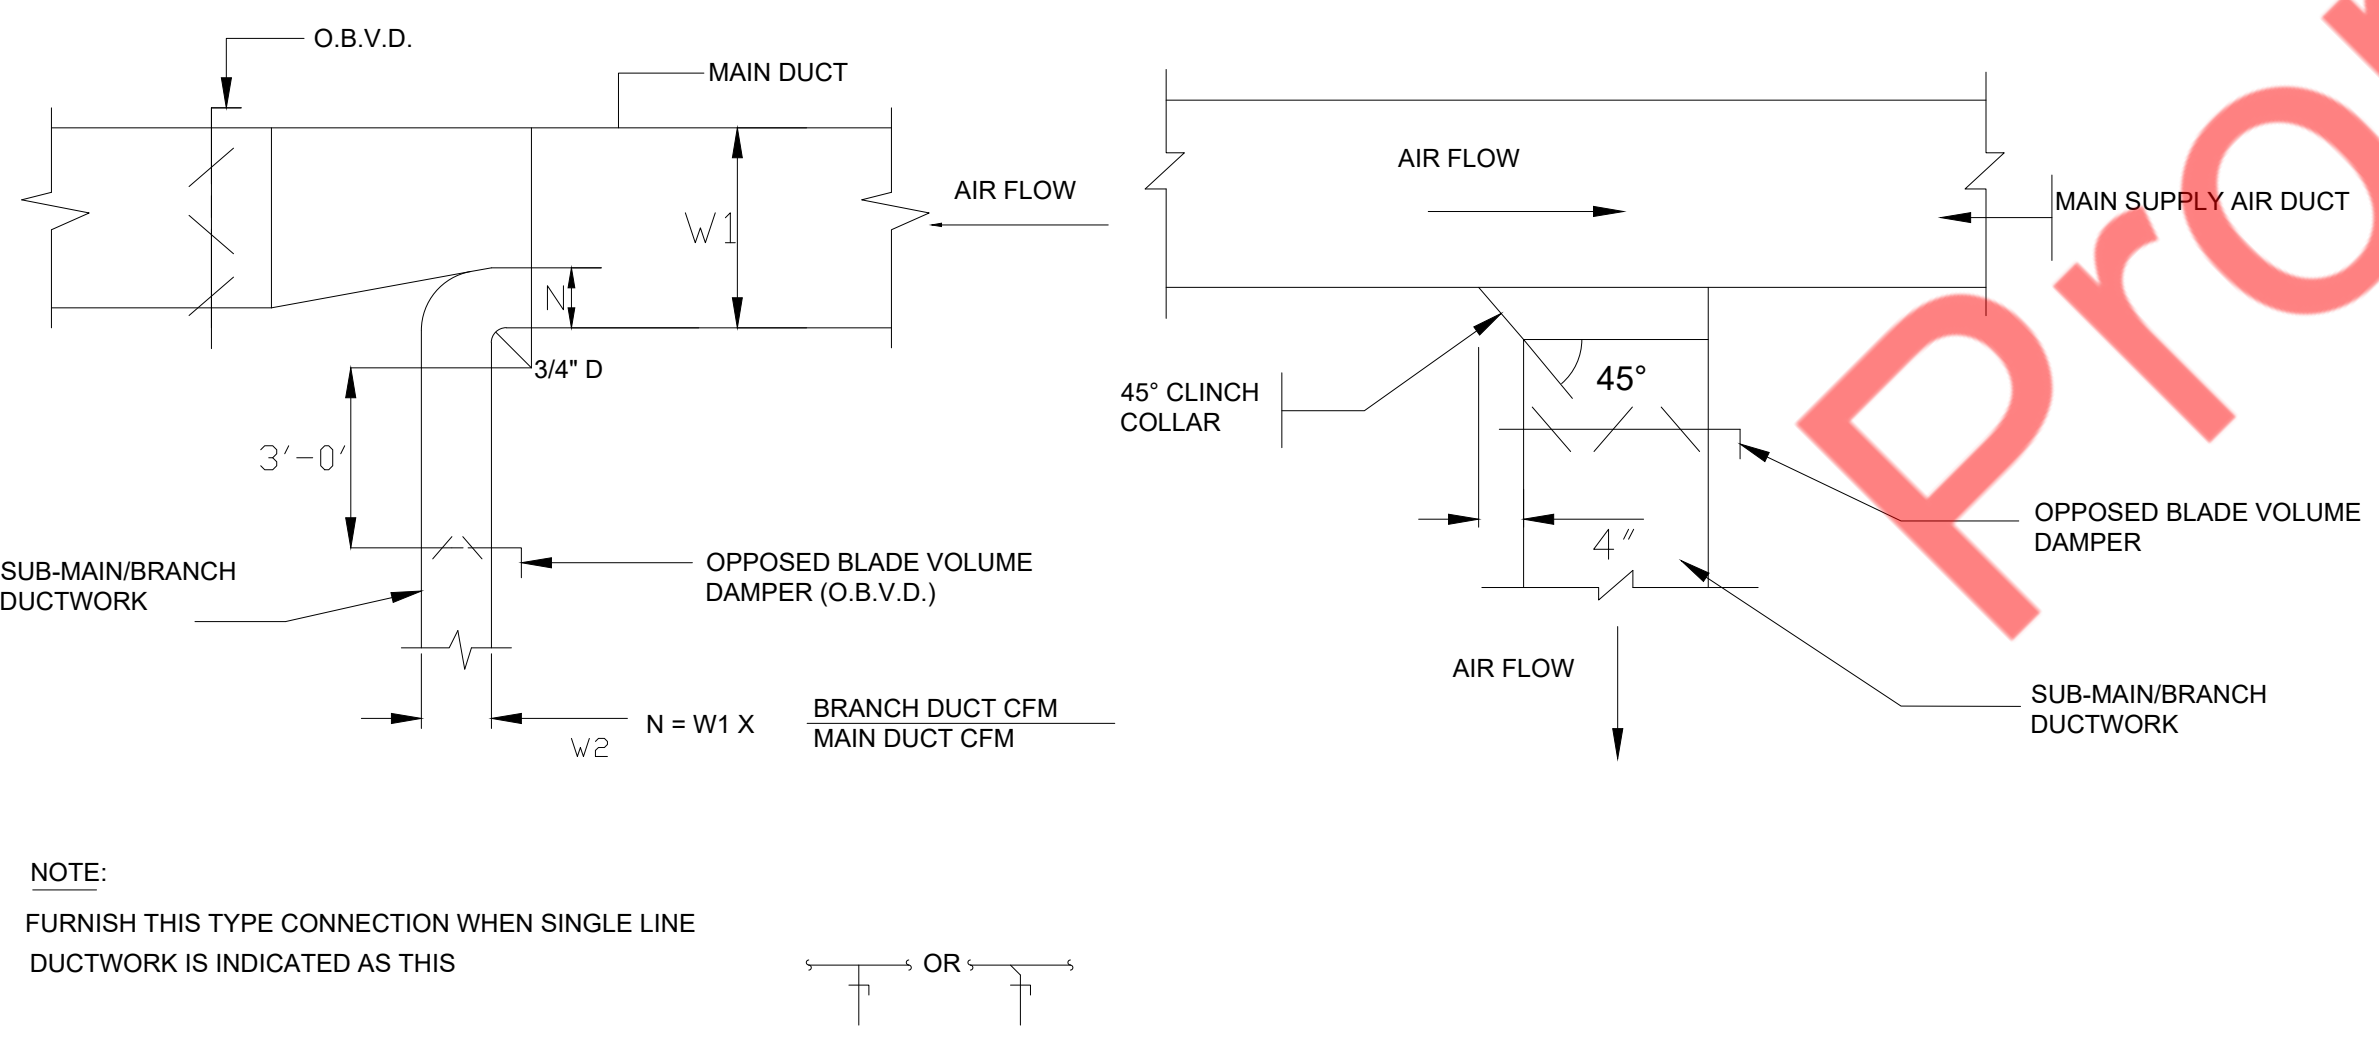 O.B.V.D.
MAIN DUCT
AIR FLOW
W1
N
3/4" D
3'-0'
SUB-MAIN/BRANCH
DUCTWORK
OPPOSED BLADE VOLUME
DAMPER (O.B.V.D.)
N = W1 X
BRANCH DUCT CFM
MAIN DUCT CFM
W2
AIR FLOW
MAIN SUPPLY AIR DUCT
45° CLINCH
COLLAR
45°
4"
OPPOSED BLADE VOLUME
DAMPER
AIR FLOW
SUB-MAIN/BRANCH
DUCTWORK
NOTE:
FURNISH THIS TYPE CONNECTION WHEN SINGLE LINE
DUCTWORK IS INDICATED AS THIS
OR
Pro